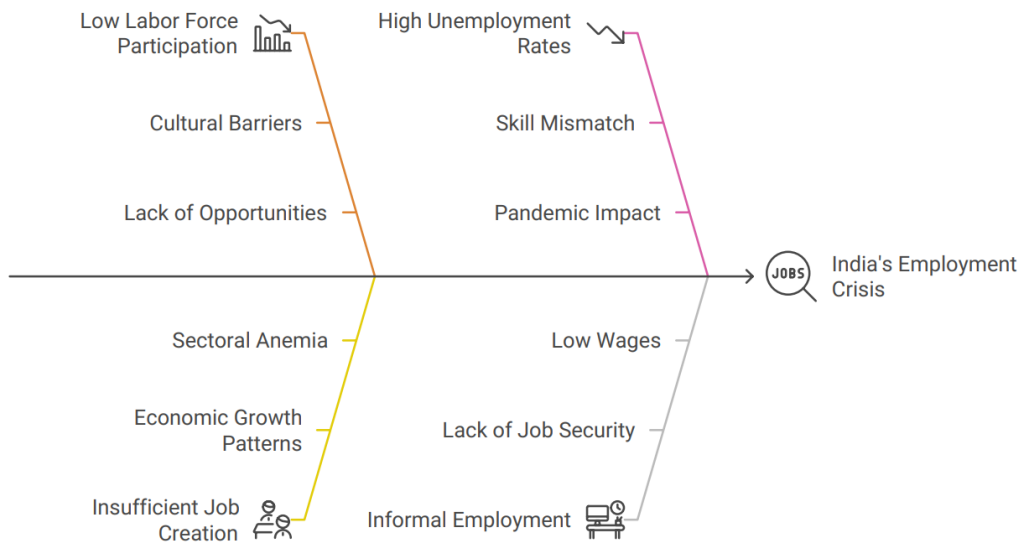 Low Labor Force
Participation
High Unemployment
Rates
Cultural Barriers
Skill Mismatch
Lack of Opportunities
Pandemic Impact
JOBS
India's Employment
Crisis
Sectoral Anemia
Low Wages
Economic Growth
Patterns
Lack of Job Security
Insufficient Job
Creation
Informal Employment